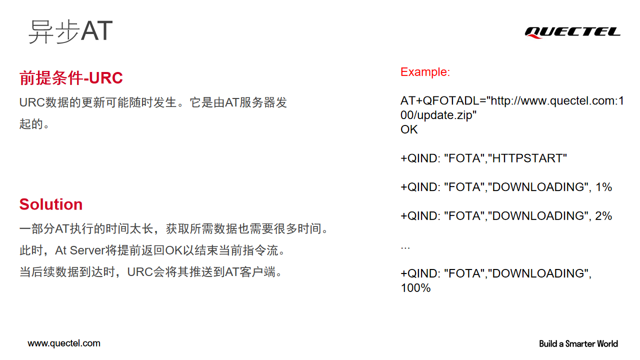 异步AT
QUECTEL
前提条件-URC
URC数据的更新可能随时发生。它是由AT服务器发
起的。
Solution
一部分AT执行的时间太长，获取所需数据也需要很多时间。
此时，At Server将提前返回OK以结束当前指令流。
当后续数据到达时，URC会将其推送到AT客户端。
Example:
AT+QFOTADL="http://www.quectel.com:1
00/update.zip"
OK
+QIND: "FOTA","HTTPSTART"
+QIND: "FOTA","DOWNLOADING", 1%
+QIND: "FOTA","DOWNLOADING", 2%
...
+QIND: "FOTA","DOWNLOADING",
100%
www.quectel.com
Build a Smarter World